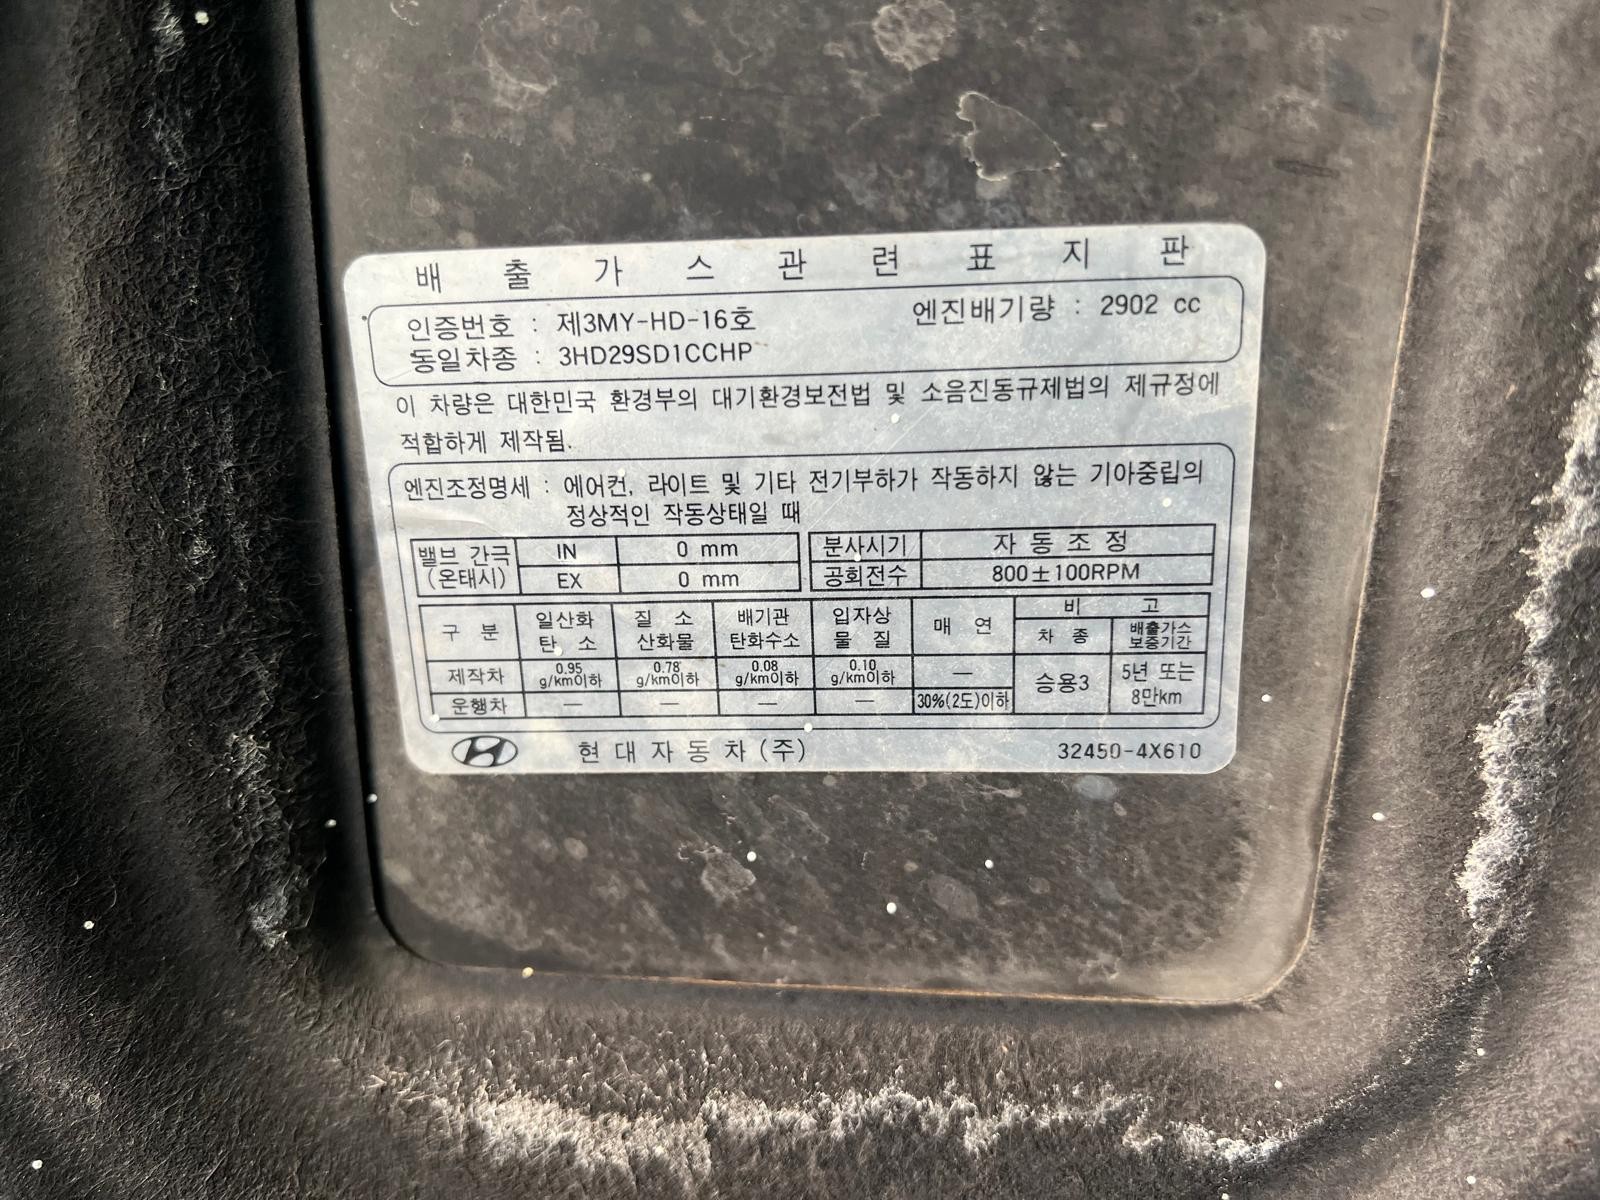 배출가스관련표지판
인증번호 : 제3MY-HD-16호 엔진배기량 : 2902 cc
동일차종 : 3HD29SD1CCHP
이 차량은 대한민국 환경부의 대기환경보전법 및 소음진동규제법의 제규정에
적합하게 제작됨.
엔진조정명세 : 에어컨, 라이트 및 기타 전기부하가 작동하지 않는 기아중립의
정상적인 작동상태일 때
밸브 간극 (온태시) IN 0 mm 분사시기 자동조정
EX 0 mm 공회전수 800±100RPM
구 분 일산화 탄 소 질 소 산화물 배기관 탄화수소 입자상 물 질 매 연 비 고
차 종 배출가스 보증기간
제작차 0.95 g/km이하 0.78 g/km이하 0.08 g/km이하 0.10 g/km이하 — 승용3 5년 또는 8만km
운행차 — — — — 30%(2도)이하
현대자동차(주) 32450-4X610